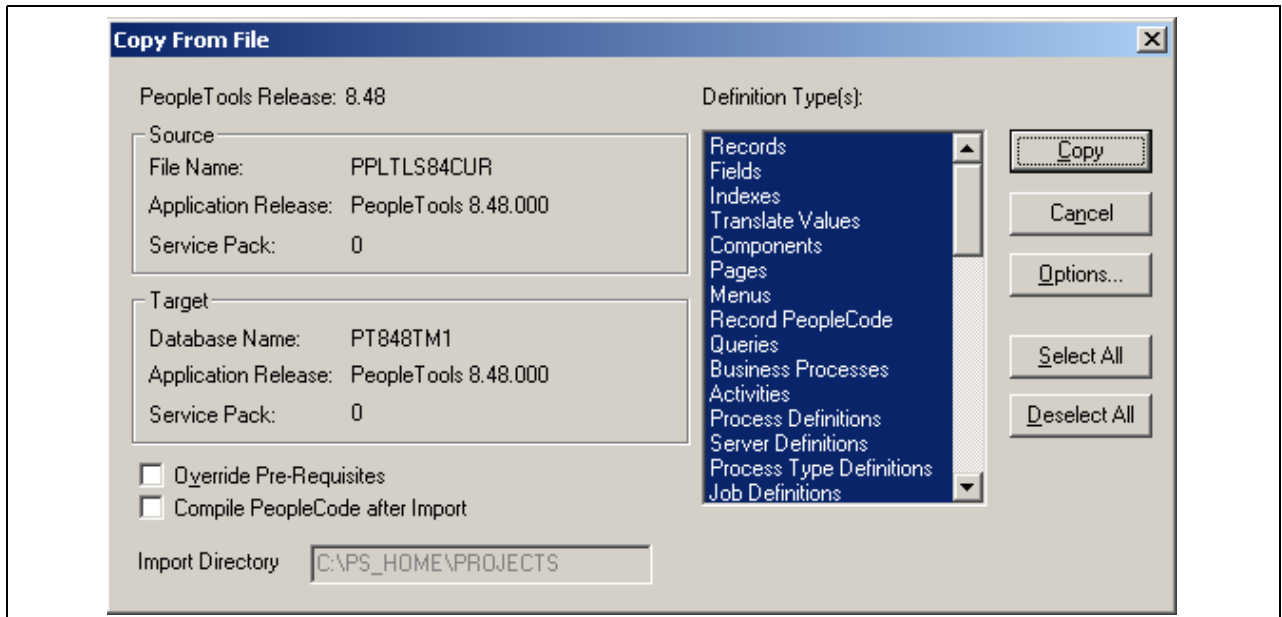 Copy From File
PeopleTools Release: 8.48
Source
File Name: PPLTLS84CUR
Application Release: PeopleTools 8.48.000
Service Pack: 0
Target
Database Name: PT848TM1
Application Release: PeopleTools 8.48.000
Service Pack: 0
Override Pre-Requisites
Compile PeopleCode after Import
Import Directory C:\PS_HOME\PROJECTS
Definition Type(s):
Records
Fields
Indexes
Translate Values
Components
Pages
Menus
Record PeopleCode
Queries
Business Processes
Activities
Process Definitions
Server Definitions
Process Type Definitions
Job Definitions
Copy
Cancel
Options...
Select All
Deselect All